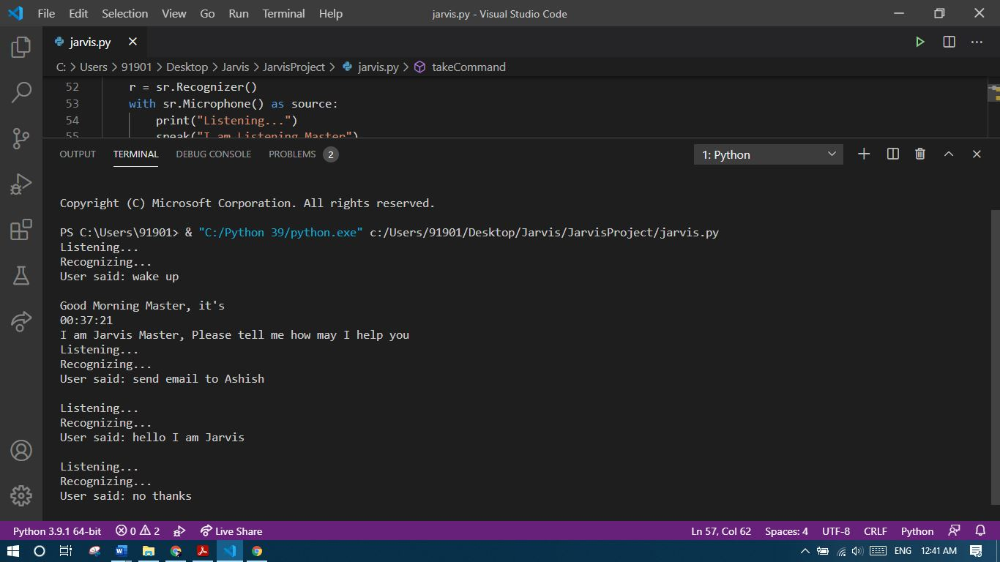 File Edit Selection View Go Run Terminal Help jarvis.py - Visual Studio Code
jarvis.py
C: > Users > 91901 > Desktop > Jarvis > JarvisProject > jarvis.py > takeCommand
52 r = sr.Recognizer()
53 with sr.Microphone() as source:
54 print("Listening...")
55 speak("I am Listening Master")
OUTPUT TERMINAL DEBUG CONSOLE PROBLEMS 2 1: Python
Copyright (C) Microsoft Corporation. All rights reserved.
PS C:\Users\91901> & "C:/Python 39/python.exe" c:/Users/91901/Desktop/Jarvis/JarvisProject/jarvis.py
Listening...
Recognizing...
User said: wake up
Good Morning Master, it's
00:37:21
I am Jarvis Master, Please tell me how may I help you
Listening...
Recognizing...
User said: send email to Ashish
Listening...
Recognizing...
User said: hello I am Jarvis
Listening...
Recognizing...
User said: no thanks
Python 3.9.1 64-bit 0 2 Live Share Ln 57, Col 62 Spaces: 4 UTF-8 CRLF Python
ENG 12:41 AM